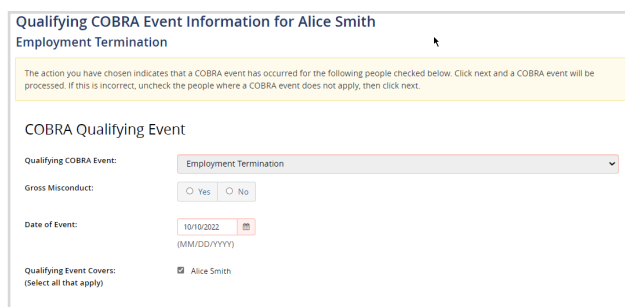 Qualifying COBRA Event Information for Alice Smith
Employment Termination
The action you have chosen indicates that a COBRA event has occurred for the following people checked below. Click next and a COBRA event will be
processed. If this is incorrect, uncheck the people where a COBRA event does not apply, then click next.
COBRA Qualifying Event
Qualifying COBRA Event: Employment Termination
Gross Misconduct: Yes No
Date of Event: 10/10/2022
(MM/DD/YYYY)
Qualifying Event Covers: Alice Smith
(Select all that apply)